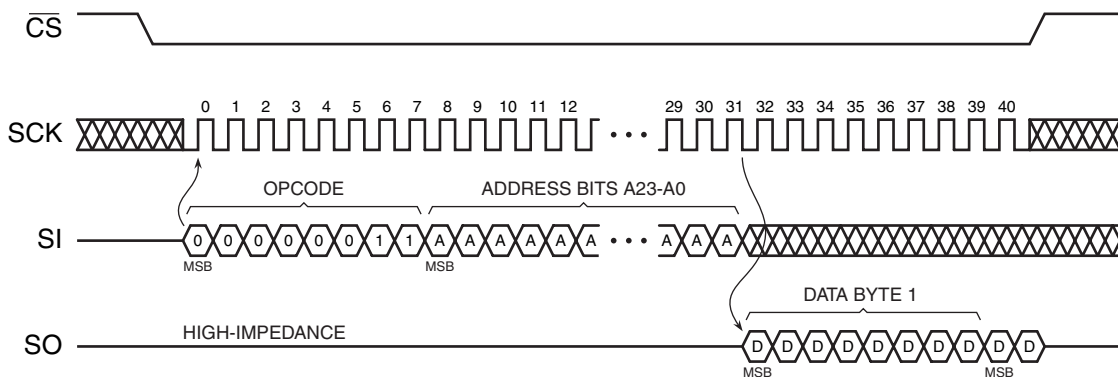 CS
0 1 2 3 4 5 6 7 8 9 10 11 12 29 30 31 32 33 34 35 36 37 38 39 40
SCK
OPCODE ADDRESS BITS A23-A0
SI 0 0 0 0 0 0 1 1 A A A A A A A A A
MSB MSB
DATA BYTE 1
HIGH-IMPEDANCE
SO D D D D D D D D D D
MSB MSB